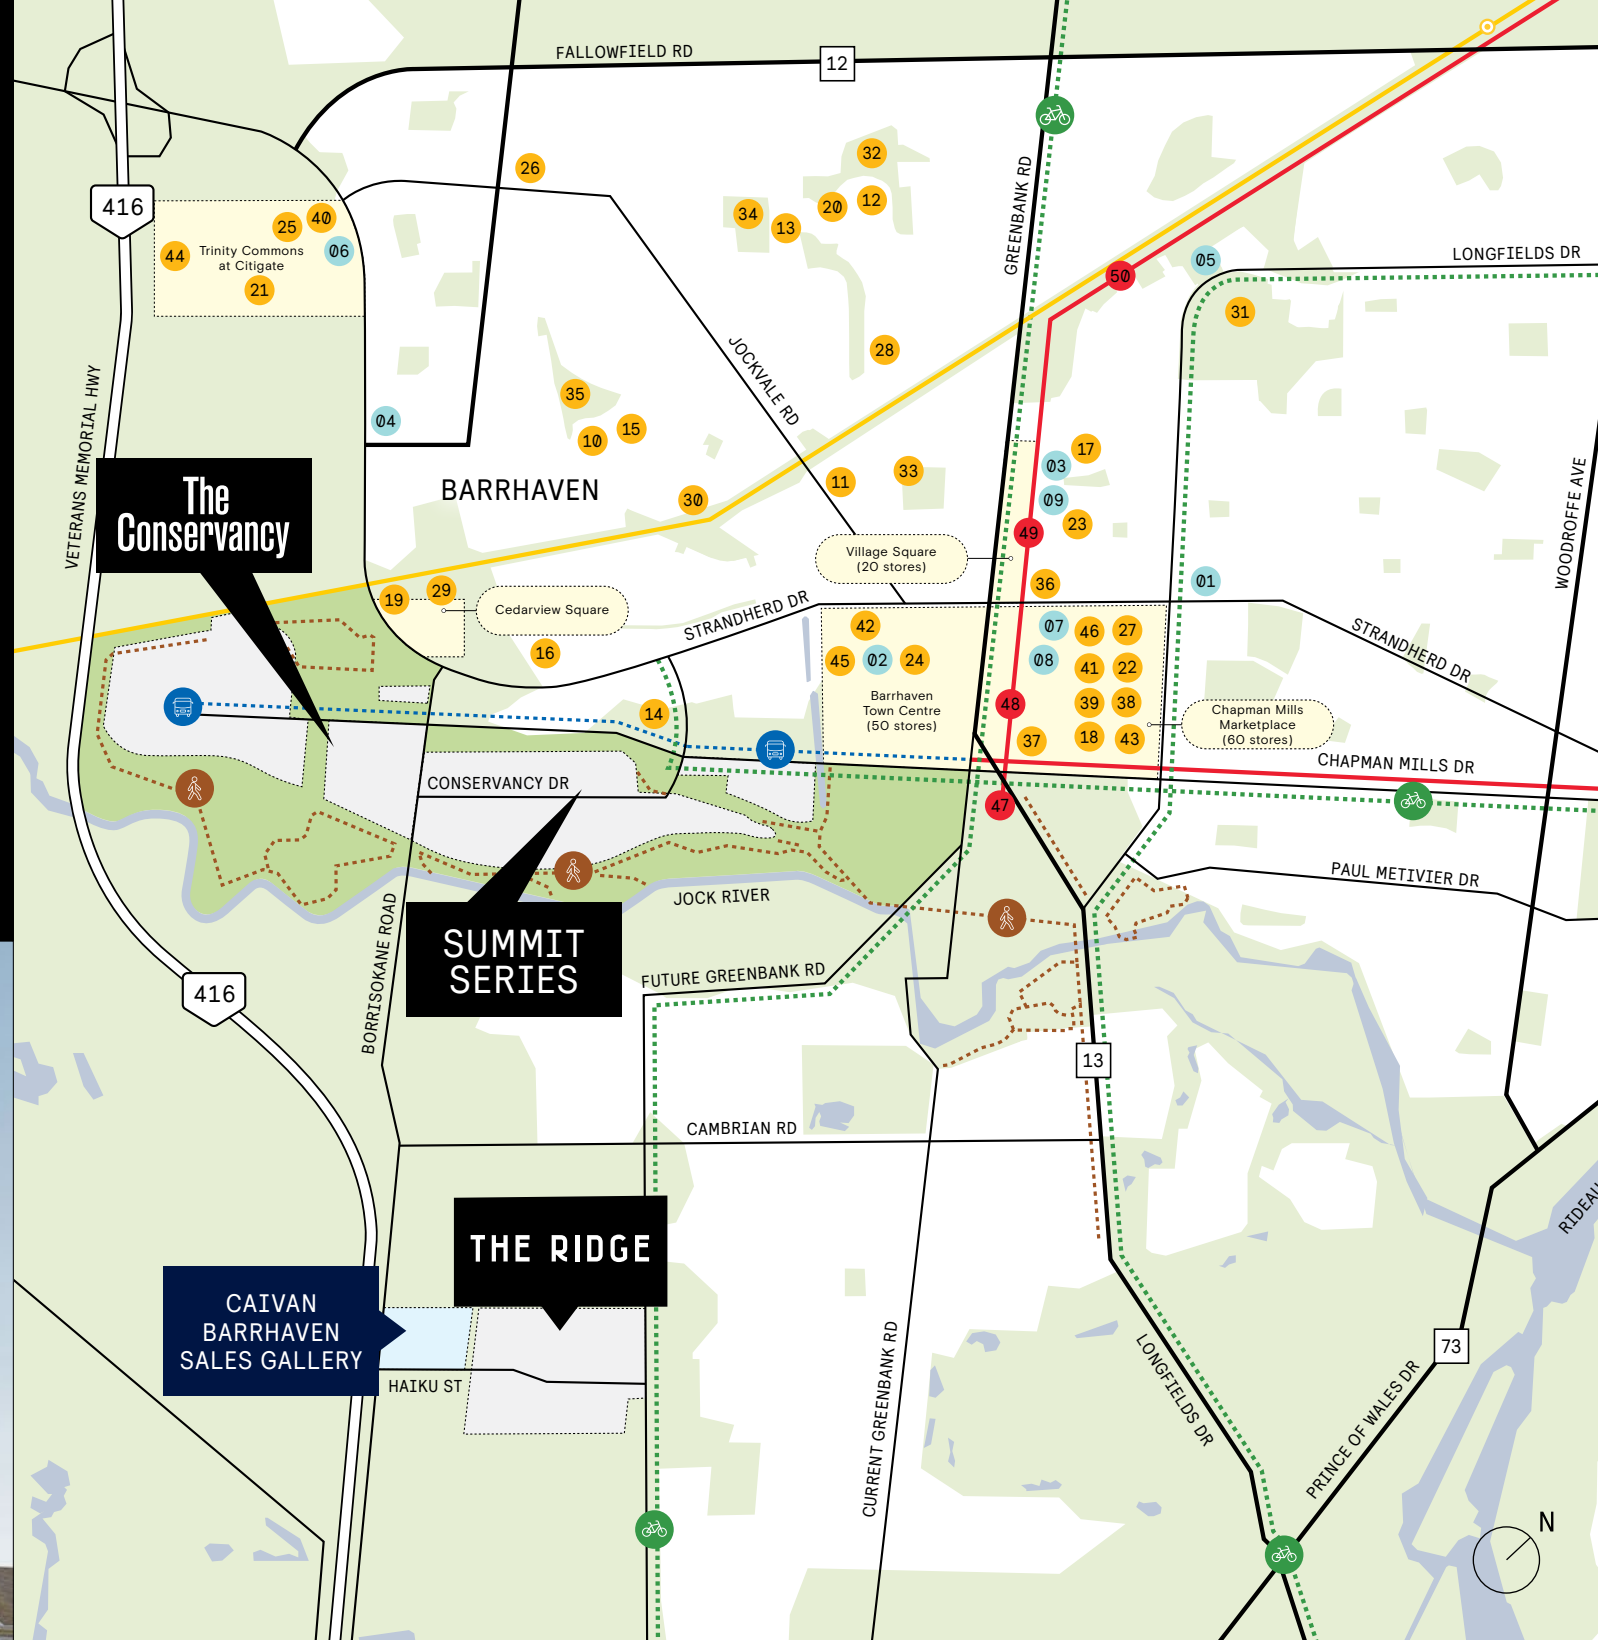 FALLOWFIELD RD
12
26
32
416
25
40
34
13
20
12
GREENBANK RD
44
Trinity Commons
at Citigate
06
21
50
05
LONGFIELDS DR
31
28
JOCKVALE RD
VETERANS MEMORIAL HWY
35
04
10
15
BARRHAVEN
30
11
33
17
03
09
23
49
WOODROFFE AVE
The
Conservancy
Village Square
(20 stores)
36
01
19
29
Cedarview Square
STRANDHERD DR
16
42
45
02
24
Barrhaven
Town Centre
(50 stores)
07
46
27
08
41
22
39
38
48
37
18
43
STRANDHERD DR
Chapman Mills
Marketplace
(60 stores)
14
CHAPMAN MILLS DR
CONSERVANCY DR
47
PAUL METIVIER DR
JOCK RIVER
BORRISOKANE ROAD
SUMMIT
SERIES
FUTURE GREENBANK RD
416
13
CAMBRIAN RD
RIDEAU
THE RIDGE
CAIVAN
BARRHAVEN
SALES GALLERY
HAIKU ST
CURRENT GREENBANK RD
LONGFIELDS DR
73
PRINCE OF WALES DR
N